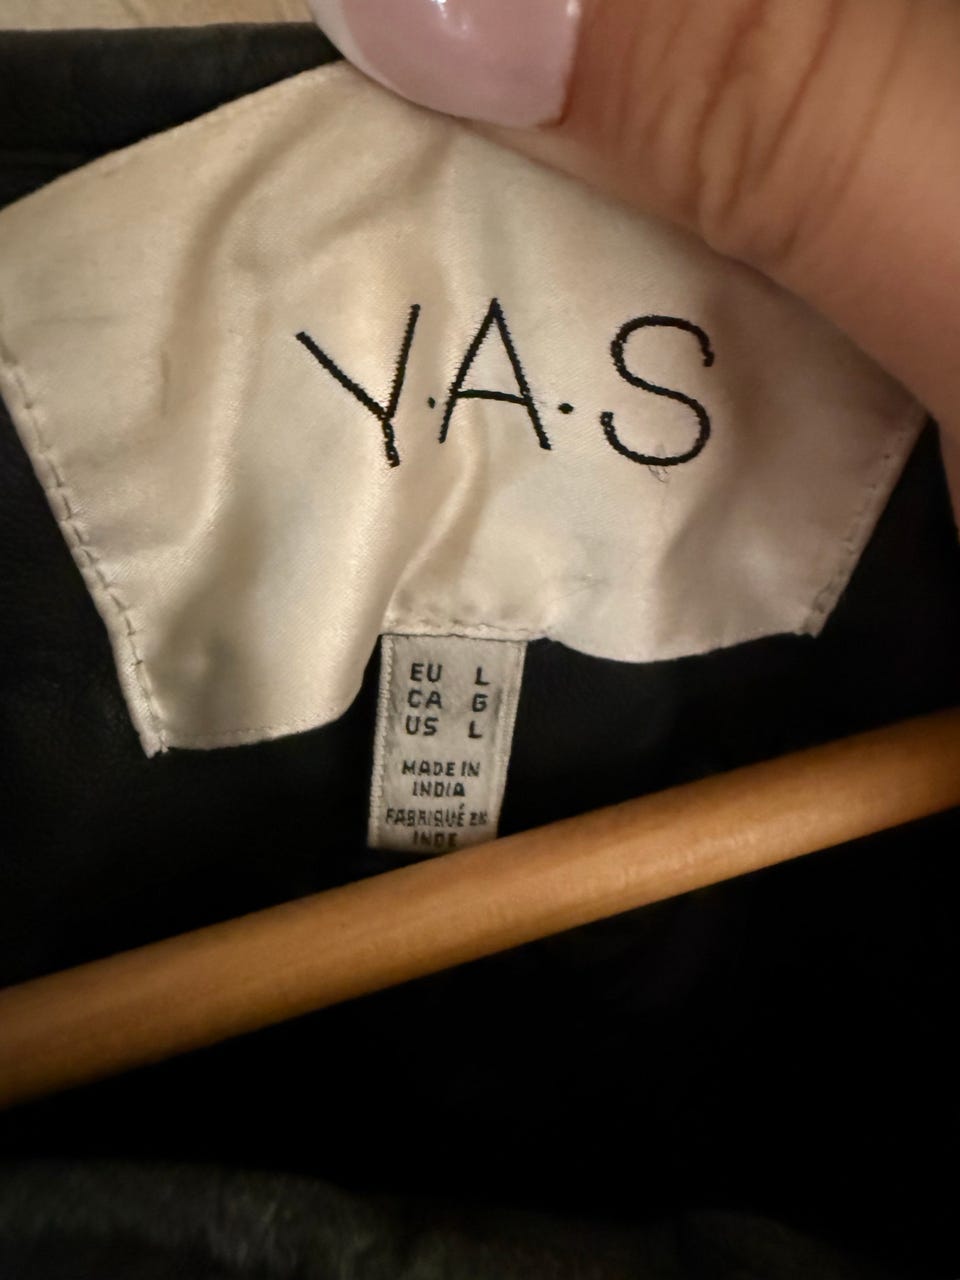 Y.A.S
EU L
CA G
US L
MADE IN
INDIA
FABRIQUÉ EN
INDE